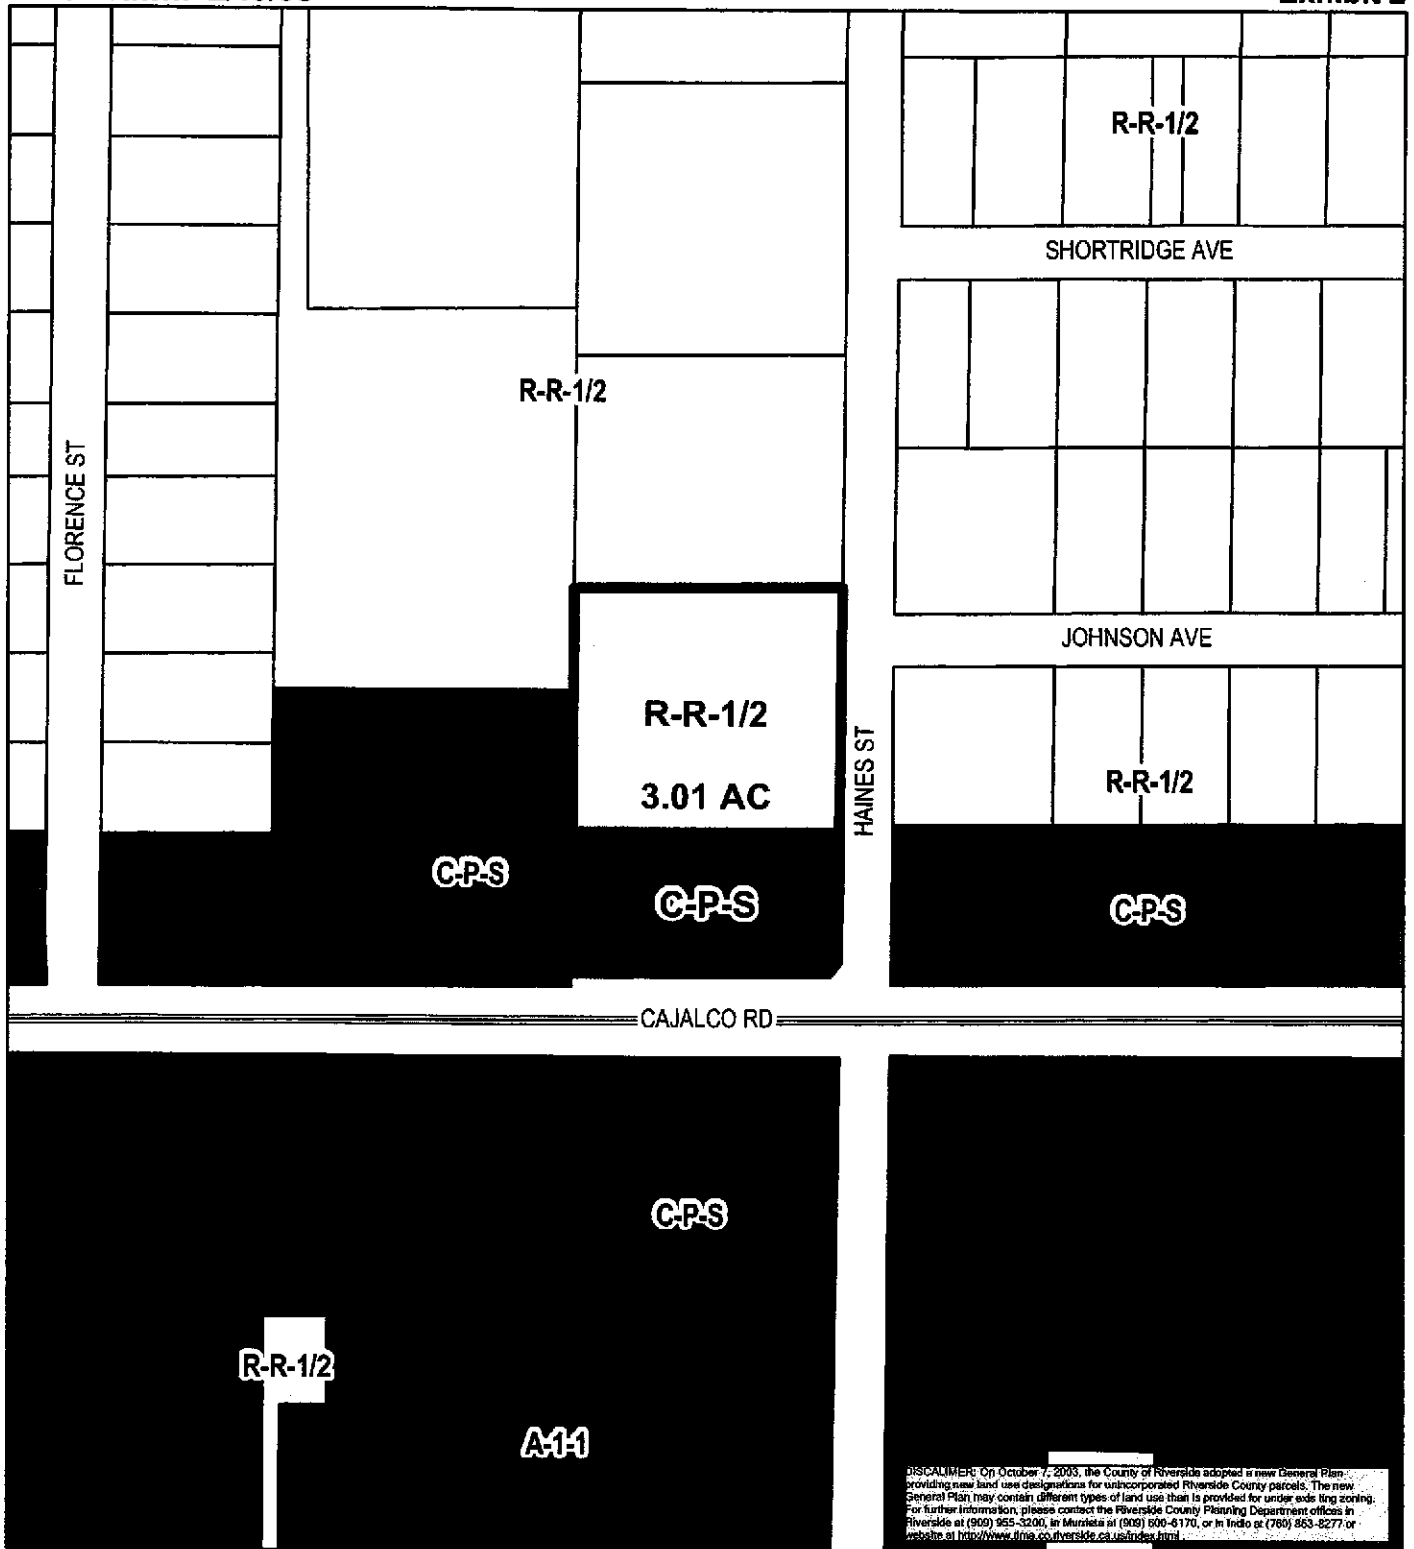 R-R-1/2
SHORTRIDGE AVE
R-R-1/2
FLORENCE ST
JOHNSON AVE
R-R-1/2
3.01 AC
HAINES ST
R-R-1/2
C-P-S
C-P-S
C-P-S
CAJALCO RD
C-P-S
R-R-1/2
A-1-1
DISCALIMER: On October 7, 2003, the County of Riverside adopted a new General Plan
providing new land use designations for unincorporated Riverside County parcels. The new
General Plan may contain different types of land use than is provided for under existing zoning.
For further information, please contact the Riverside County Planning Department offices in
Riverside at (909) 955-3200, in Murrieta at (909) 600-6170, or in Indio at (760) 863-8277 or
website at http://www.tlma.co.riverside.ca.us/index.html